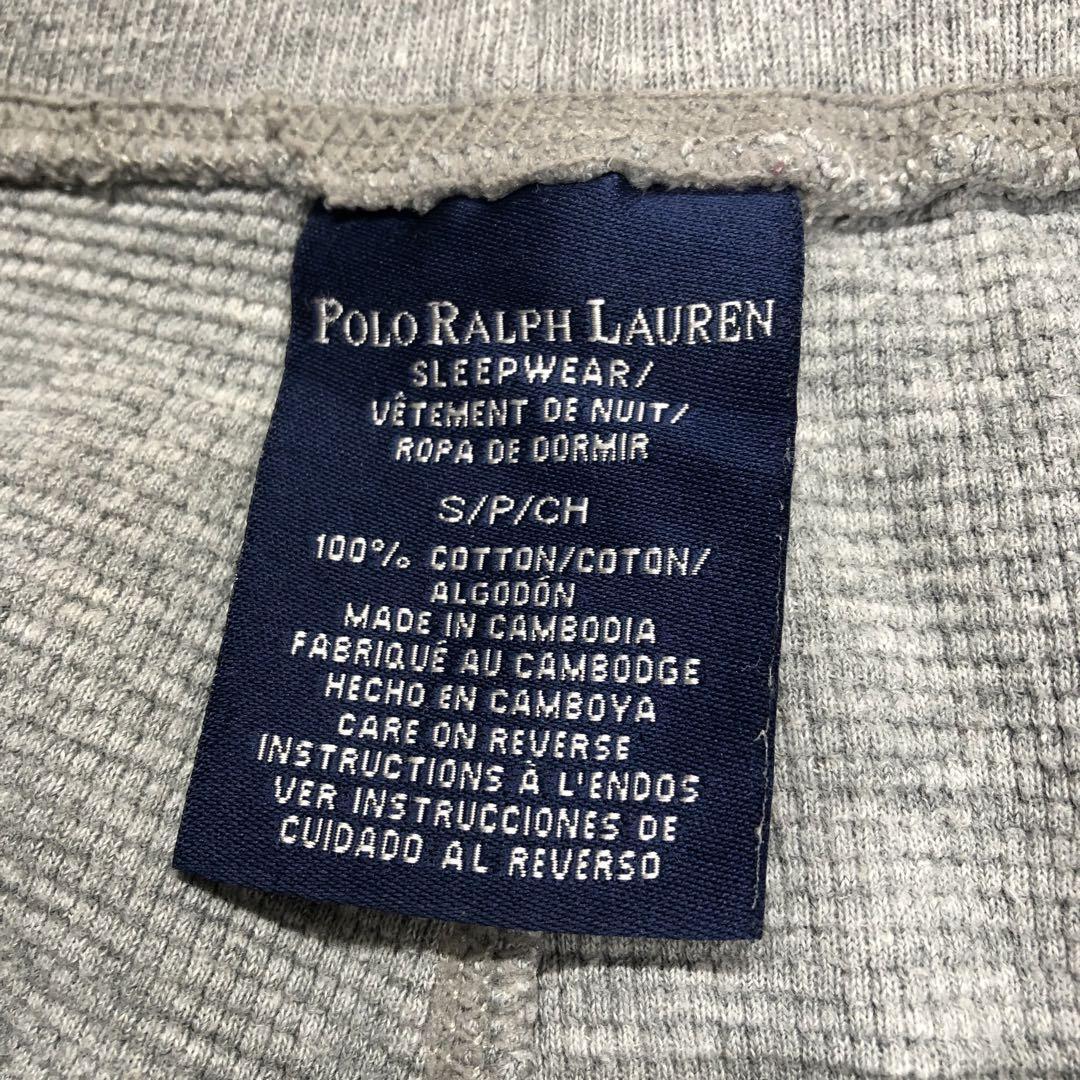 POLO RALPH LAUREN
SLEEPWEAR/
VÊTEMENT DE NUIT/
ROPA DE DORMIR
S/P/CH
100% COTTON/COTON/
ALGODÓN
MADE IN CAMBODIA
FABRIQUÉ AU CAMBODGE
HECHO EN CAMBOYA
CARE ON REVERSE
INSTRUCTIONS À L'ENDOS
VER INSTRUCCIONES DE
CUIDADO AL REVERSO